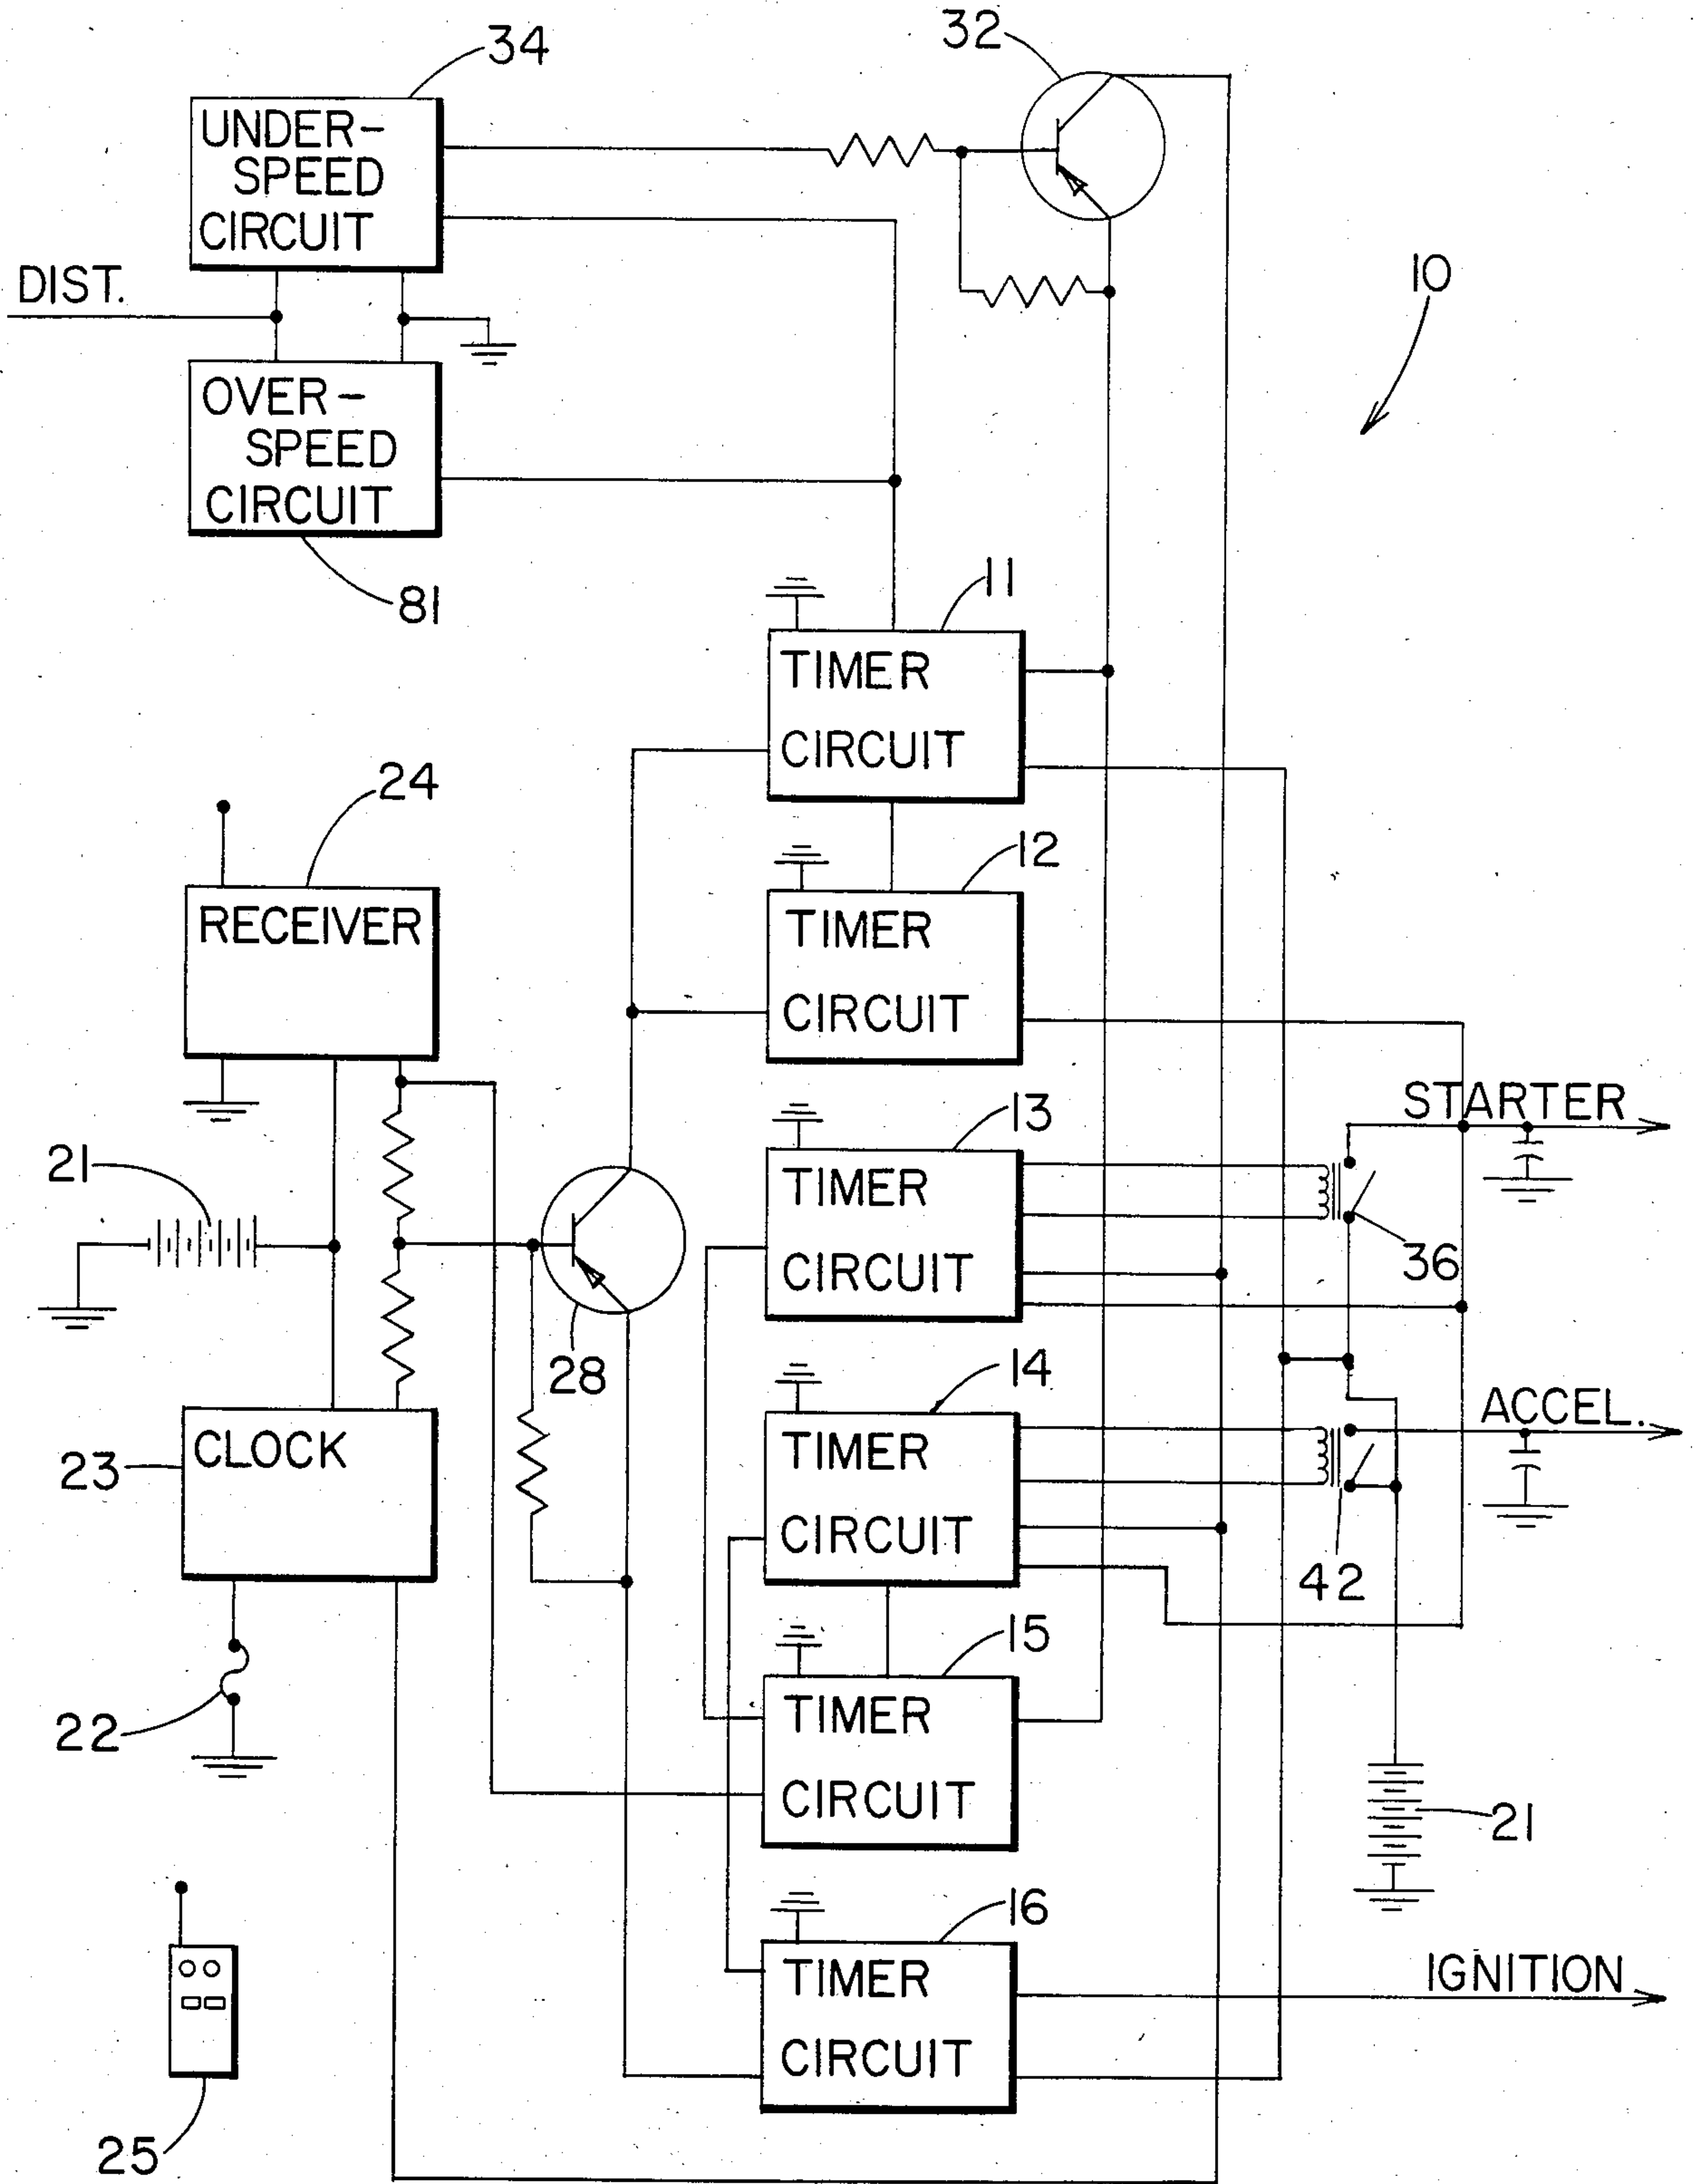 34
32
UNDER-
SPEED
CIRCUIT
DIST.
10
OVER-
SPEED
CIRCUIT
81
11
TIMER
CIRCUIT
24
12
RECEIVER
TIMER
CIRCUIT
13
STARTER
21
TIMER
CIRCUIT
36
28
14
ACCEL.
23
CLOCK
TIMER
CIRCUIT
42
15
22
TIMER
CIRCUIT
21
16
TIMER
CIRCUIT
IGNITION
25